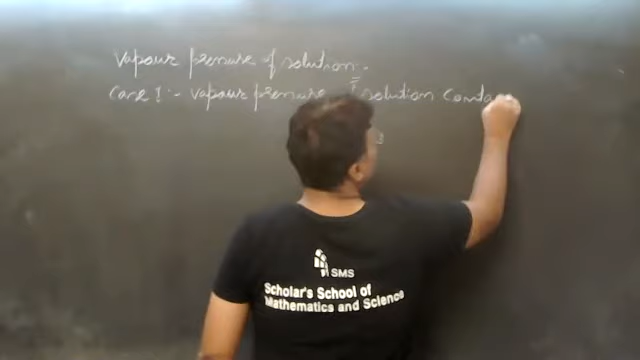 Vapour pressure of solution:-
Case I :- Vapour pressure of solution Conta
SMS
Scholar's School of
Mathematics and Science